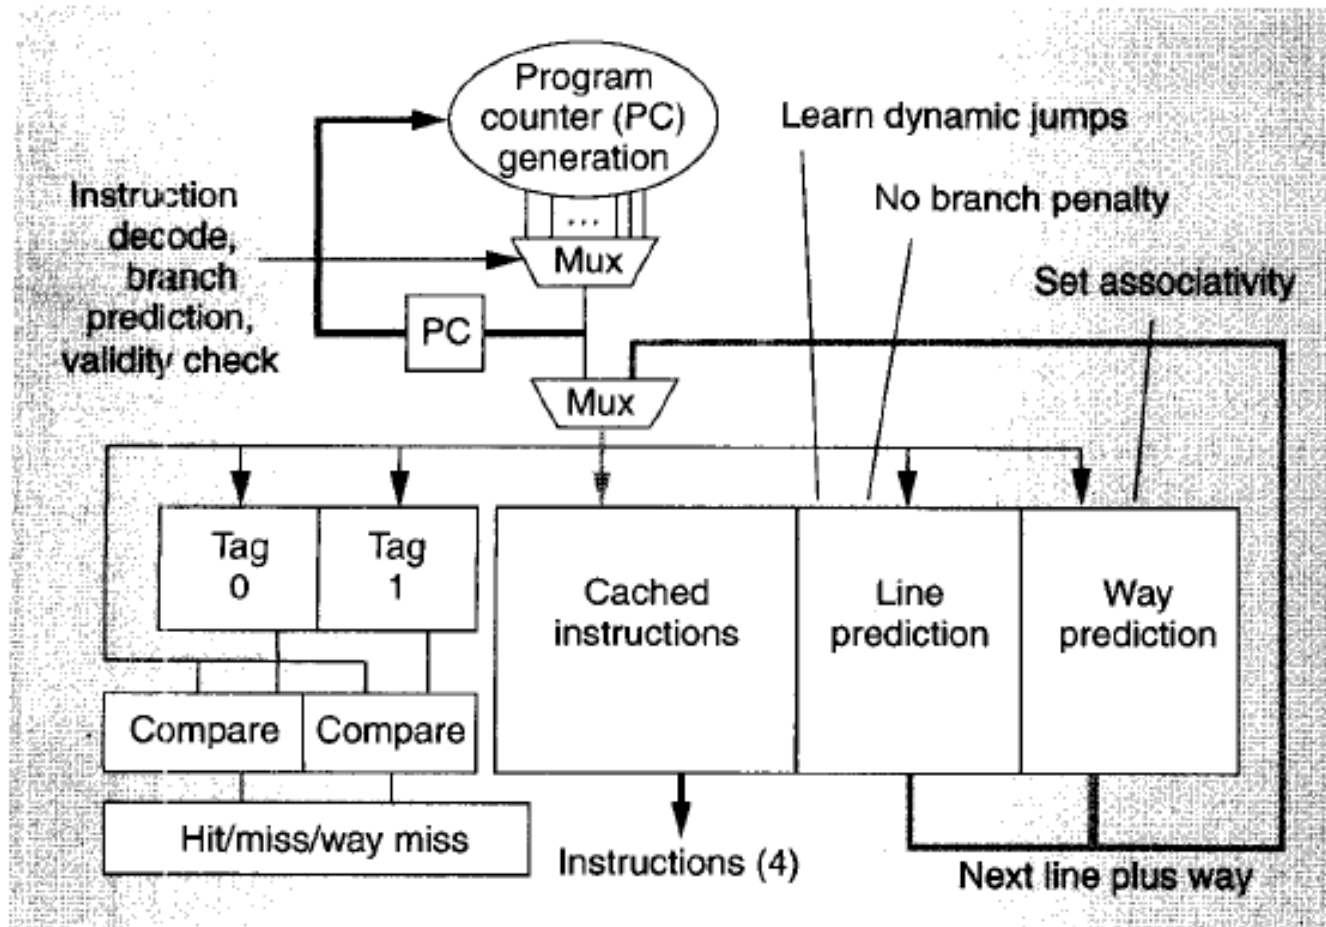 Program
counter (PC)
generation
Learn dynamic jumps
Instruction
decode,
branch
prediction,
validity check
...
Mux
No branch penalty
Set associativity
PC
Mux
Tag
0
Tag
1
Cached
instructions
Line
prediction
Way
prediction
Compare
Compare
Hit/miss/way miss
Instructions (4)
Next line plus way